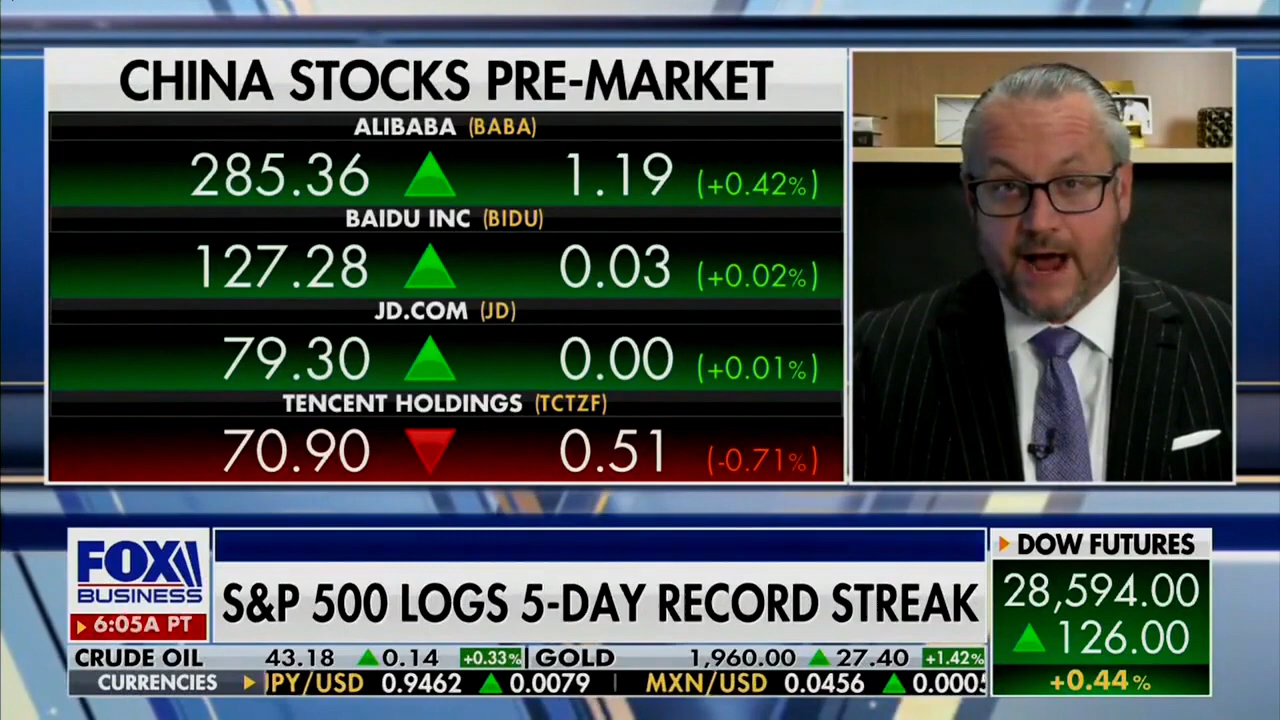 CHINA STOCKS PRE-MARKET
ALIBABA (BABA)
285.36 ▲ 1.19 (+0.42%)
BAIDU INC (BIDU)
127.28 ▲ 0.03 (+0.02%)
JD.COM (JD)
79.30 ▲ 0.00 (+0.01%)
TENCENT HOLDINGS (TCTZF)
70.90 ▼ 0.51 (-0.71%)
FOX
BUSINESS
6:05A PT
S&P 500 LOGS 5-DAY RECORD STREAK
DOW FUTURES
28,594.00
▲ 126.00
+0.44%
CRUDE OIL 43.18 ▲ 0.14 +0.33% GOLD 1,960.00 ▲ 27.40 +1.42%
CURRENCIES JPY/USD 0.9462 ▲ 0.0079 | MXN/USD 0.0456 ▲ 0.0005